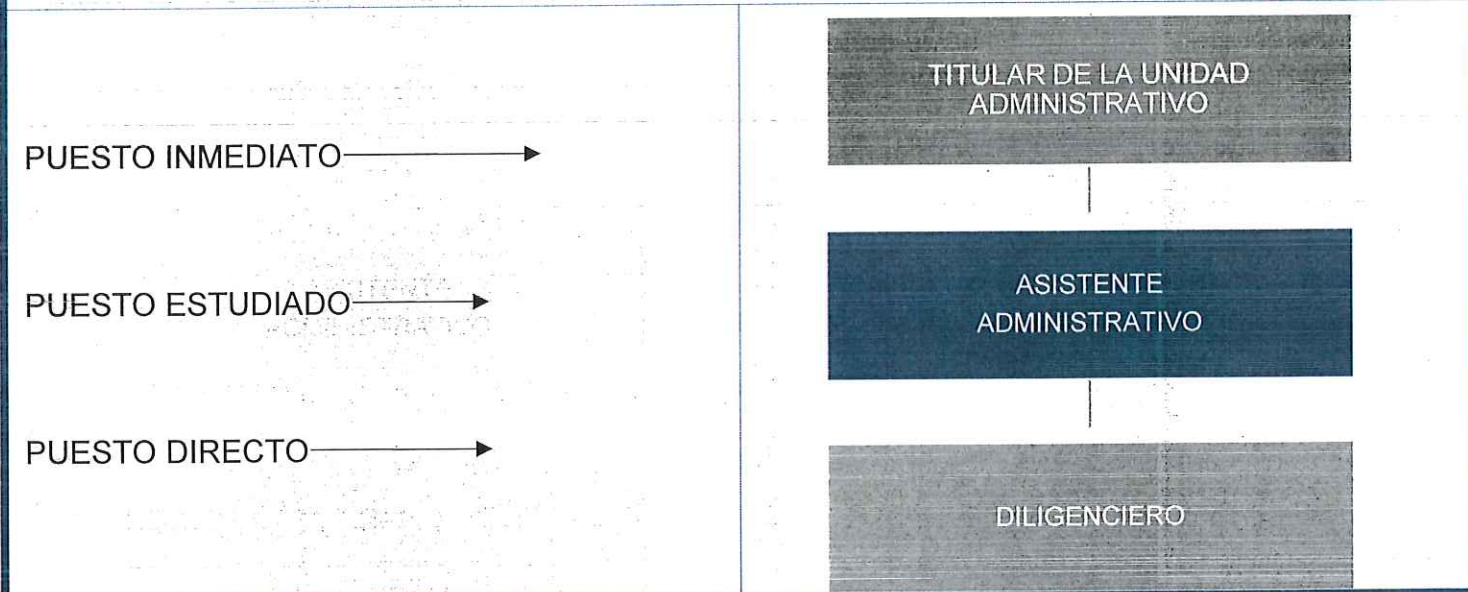 TITULAR DE LA UNIDAD
ADMINISTRATIVO
PUESTO INMEDIATO
ASISTENTE
ADMINISTRATIVO
PUESTO ESTUDIADO
PUESTO DIRECTO
DILIGENCIERO